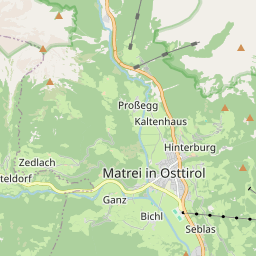 Proßegg
Kaltenhaus
Hinterburg
Zedlach
Matrei in Osttirol
teldorf
Ganz
Bichl
Seblas